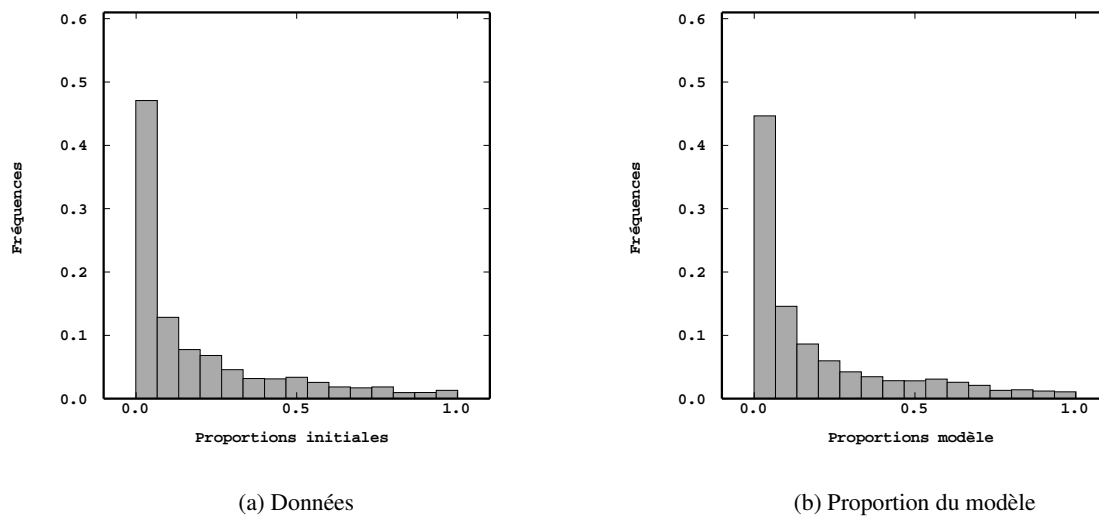 0.6
0.5
0.4
0.3
0.2
0.1
0.0
Fréquences
0.0 0.5 1.0
Proportions initiales
(a) Données
0.6
0.5
0.4
0.3
0.2
0.1
0.0
Fréquences
0.0 0.5 1.0
Proportions modèle
(b) Proportion du modèle